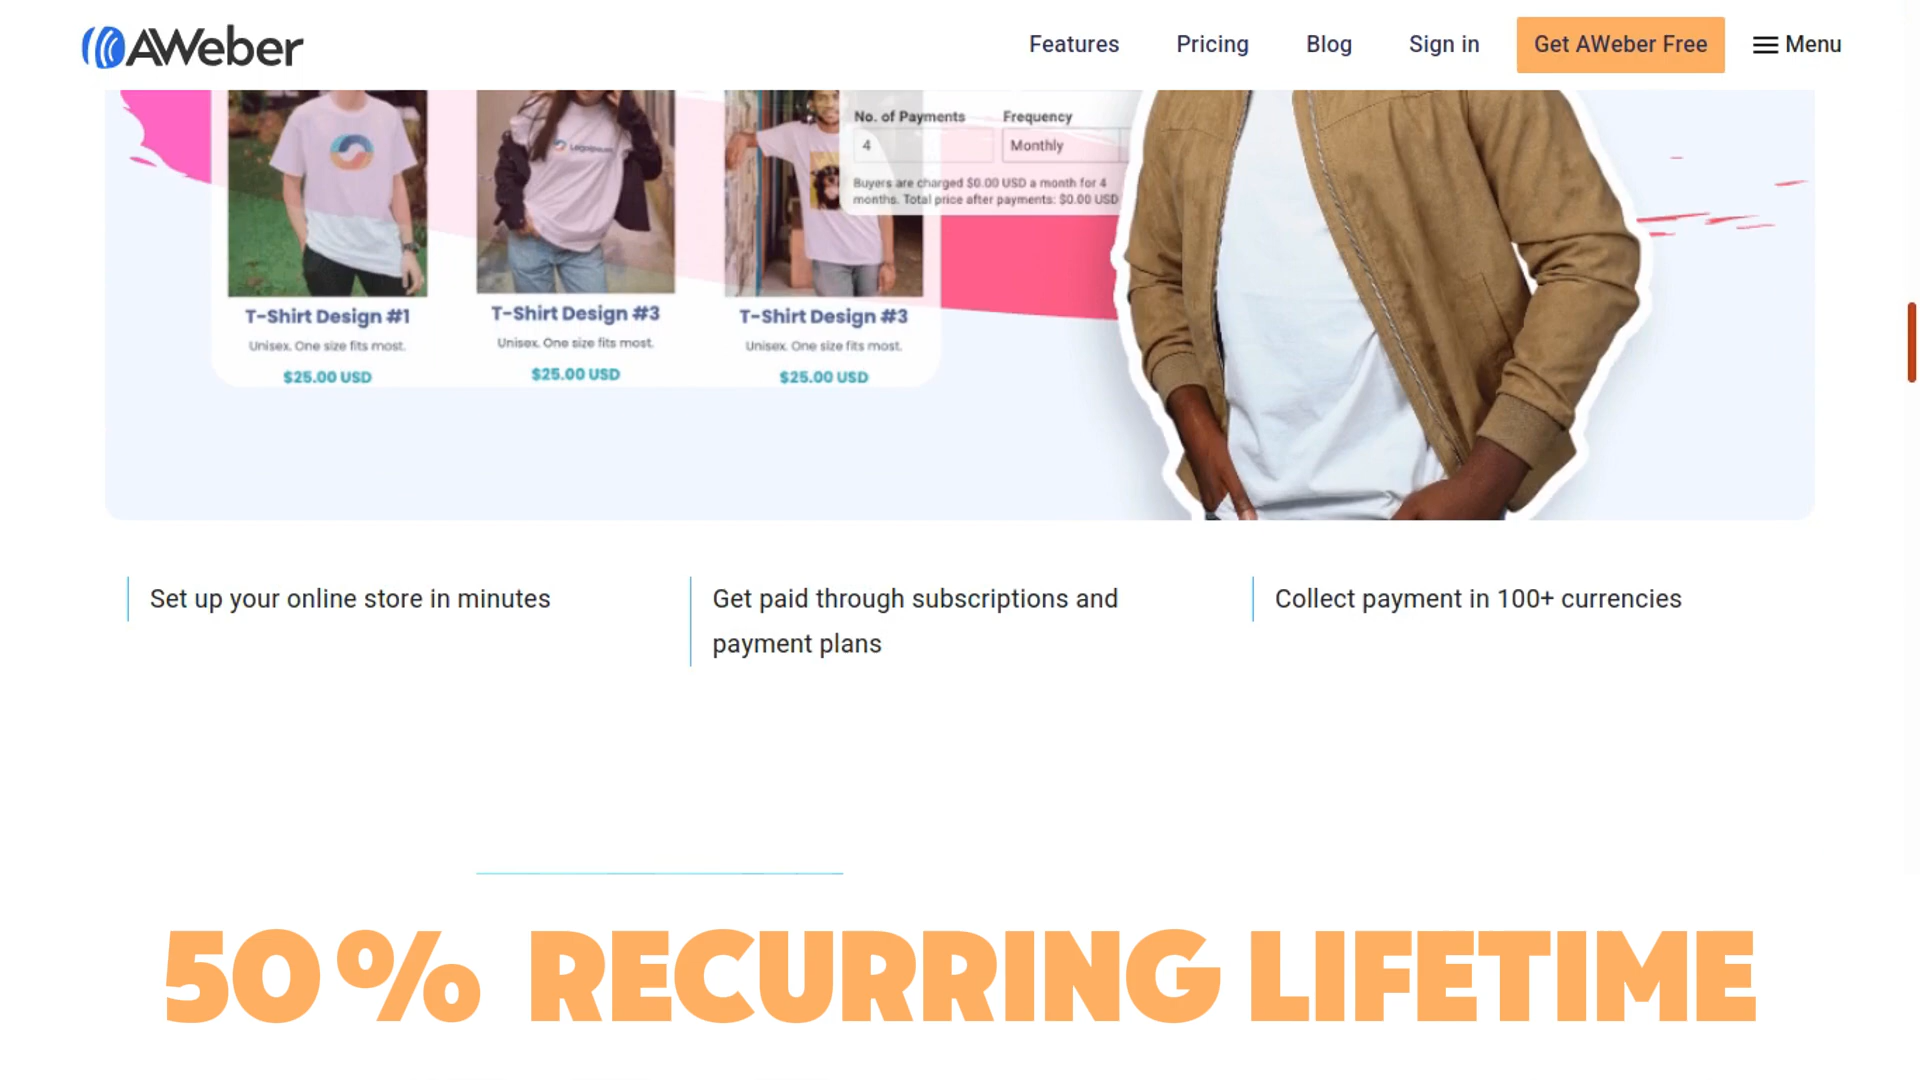 AWeber
Features Pricing Blog Sign in Get AWeber Free Menu
No. of Payments Frequency
4 Monthly
Buyers are charged $0.00 USD a month for 4
months. Total price after payments: $0.00 USD
Logoipsum
T-Shirt Design #1 T-Shirt Design #3 T-Shirt Design #3
Unisex. One size fits most. Unisex. One size fits most. Unisex. One size fits most.
$25.00 USD $25.00 USD $25.00 USD
Set up your online store in minutes
Get paid through subscriptions and
payment plans
Collect payment in 100+ currencies
50% RECURRING LIFETIME